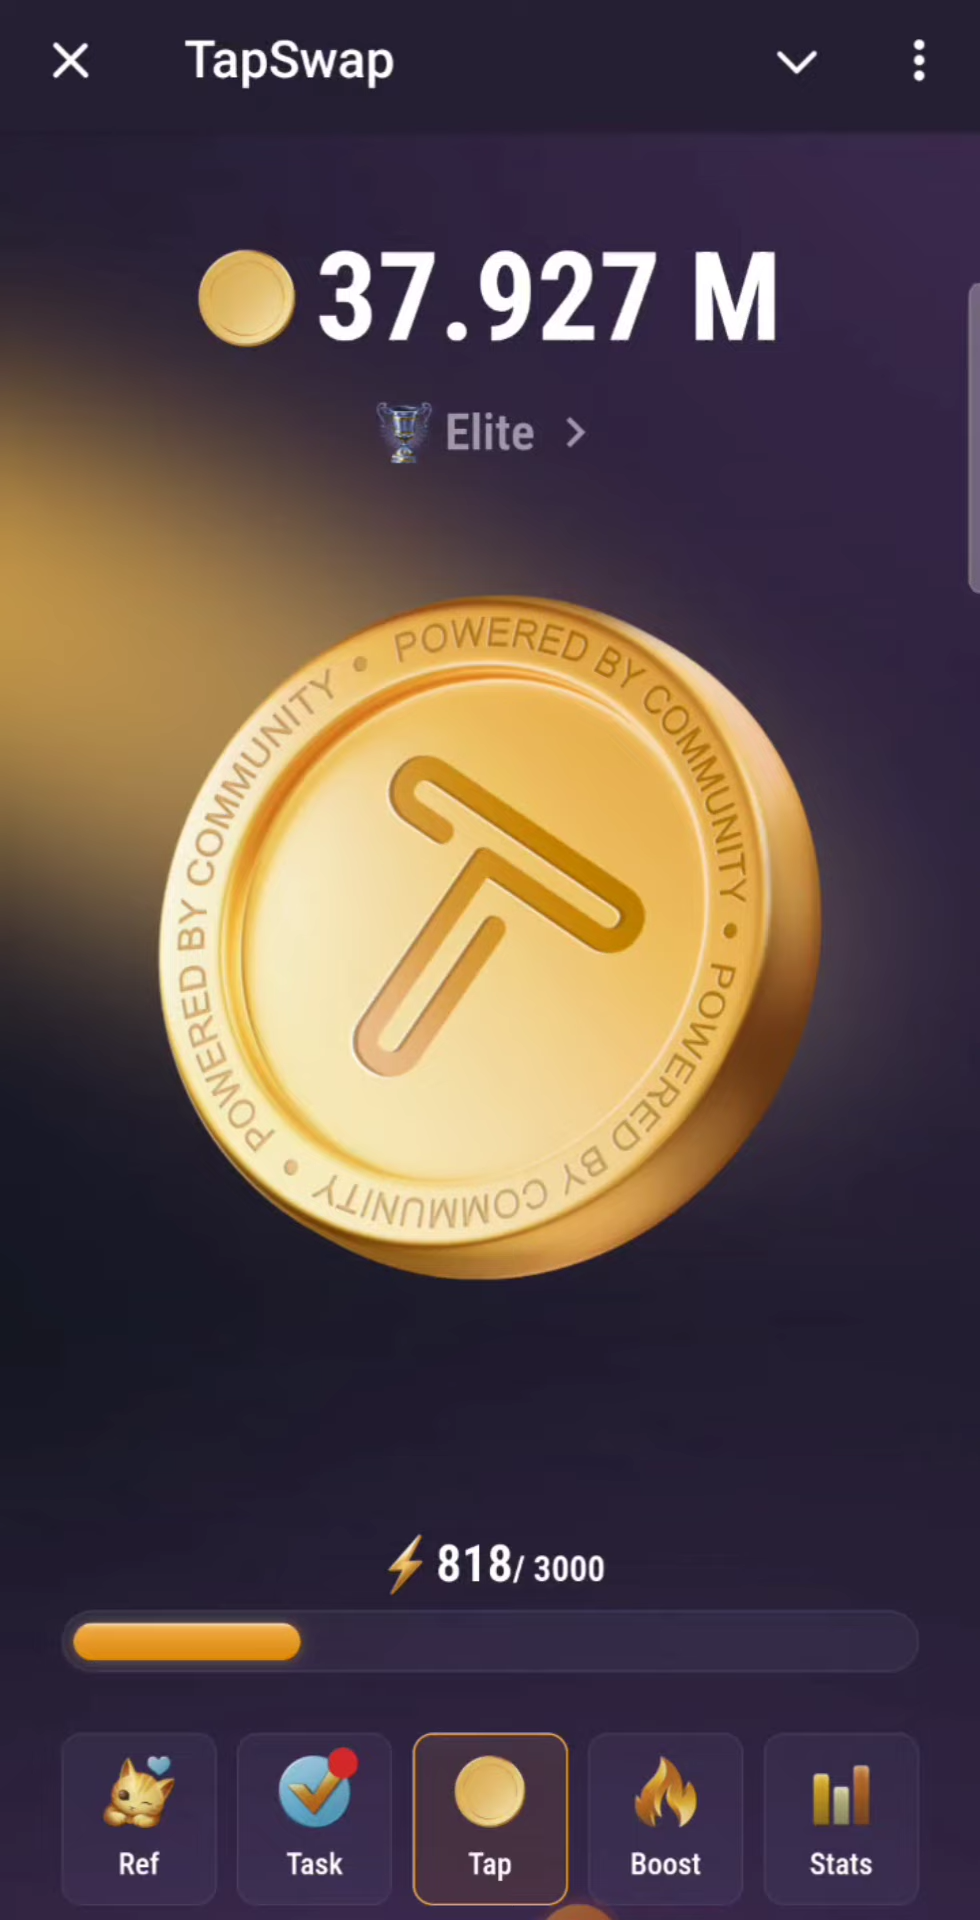 TapSwap
37.927 M
Elite
POWERED BY COMMUNITY • POWERED BY COMMUNITY • POWERED BY COMMUNITY •
818/ 3000
Ref Task Tap Boost Stats